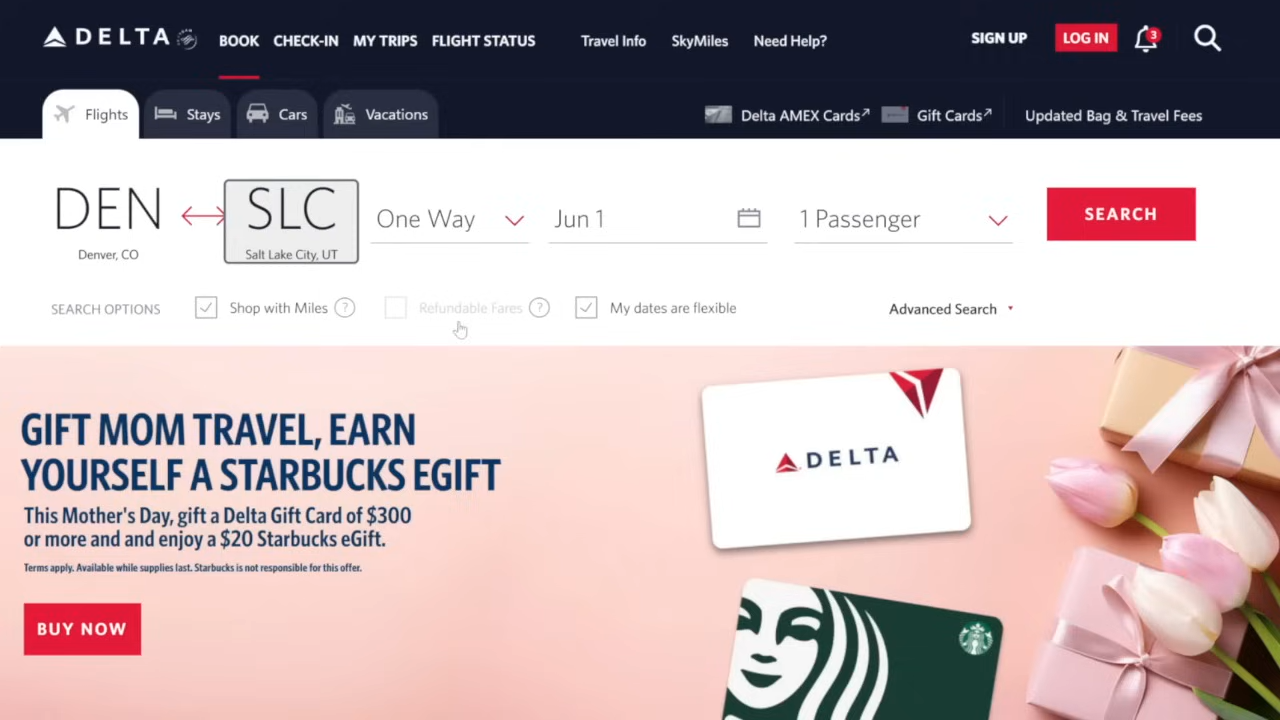 DELTA
BOOK CHECK-IN MY TRIPS FLIGHT STATUS Travel Info SkyMiles Need Help? SIGN UP LOG IN 3
Flights Stays Cars Vacations Delta AMEX Cards Gift Cards Updated Bag & Travel Fees
DEN SLC One Way Jun 1 1 Passenger SEARCH
Denver, CO Salt Lake City, UT
SEARCH OPTIONS Shop with Miles ? Refundable Fares ? My dates are flexible Advanced Search
GIFT MOM TRAVEL, EARN
YOURSELF A STARBUCKS EGIFT
This Mother's Day, gift a Delta Gift Card of $300
or more and and enjoy a $20 Starbucks eGift.
Terms apply. Available while supplies last. Starbucks is not responsible for this offer.
BUY NOW
DELTA